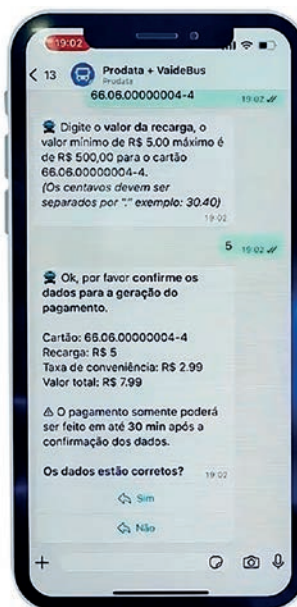 19:02
13
Prodata + VaideBus
Prodata
66.06.00000004-4
19:02
Digite o valor da recarga, o
valor mínimo de R$ 5.00 máximo é
de R$ 500,00 para o cartão
66.06.00000004-4.
(Os centavos devem ser
separados por "." exemplo: 30.40)
19:02
5 19:02
Ok, por favor confirme os
dados para a geração do
pagamento.
Cartão: 66.06.00000004-4
Recarga: R$ 5
Taxa de conveniência: R$ 2.99
Valor total: R$ 7.99
⚠ O pagamento somente poderá
ser feito em até 30 min após a
confirmação dos dados.
Os dados estão corretos? 19:02
Sim
Não